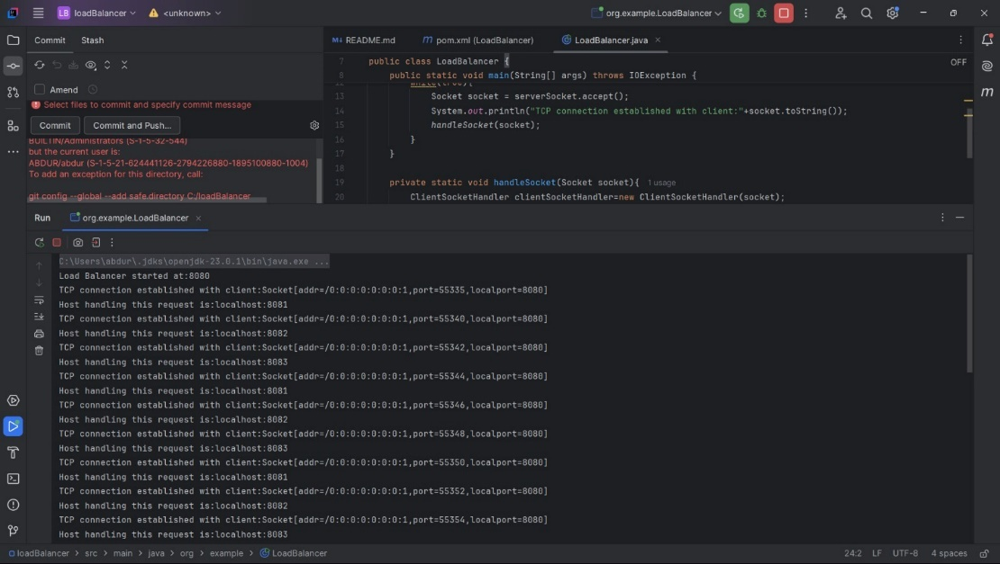 LB loadBalancer <unknown> org.example.LoadBalancer
Commit Stash
README.md pom.xml (LoadBalancer) LoadBalancer.java
7 public class LoadBalancer { OFF
8 public static void main(String[] args) throws IOException {
12 while(true){
13 Socket socket = serverSocket.accept();
14 System.out.println("TCP connection established with client:"+socket.toString());
15 handleSocket(socket);
16 }
17 }
18
19 private static void handleSocket(Socket socket){ 1 usage
20 ClientSocketHandler clientSocketHandler=new ClientSocketHandler(socket);
Amend
Select files to commit and specify commit message
Commit Commit and Push...
BUILTIN/Administrators (S-1-5-32-544)
but the current user is:
ABDUR/abdur (S-1-5-21-624441126-2794226880-1895100880-1004)
To add an exception for this directory, call:
git config --global --add safe.directory C:/loadBalancer
Run org.example.LoadBalancer
C:\Users\abdur\.jdks\openjdk-23.0.1\bin\java.exe ...
Load Balancer started at:8080
TCP connection established with client:Socket[addr=/0:0:0:0:0:0:0:1,port=55335,localport=8080]
Host handling this request is:localhost:8081
TCP connection established with client:Socket[addr=/0:0:0:0:0:0:0:1,port=55340,localport=8080]
Host handling this request is:localhost:8082
TCP connection established with client:Socket[addr=/0:0:0:0:0:0:0:1,port=55342,localport=8080]
Host handling this request is:localhost:8083
TCP connection established with client:Socket[addr=/0:0:0:0:0:0:0:1,port=55344,localport=8080]
Host handling this request is:localhost:8081
TCP connection established with client:Socket[addr=/0:0:0:0:0:0:0:1,port=55346,localport=8080]
Host handling this request is:localhost:8082
TCP connection established with client:Socket[addr=/0:0:0:0:0:0:0:1,port=55348,localport=8080]
Host handling this request is:localhost:8083
TCP connection established with client:Socket[addr=/0:0:0:0:0:0:0:1,port=55350,localport=8080]
Host handling this request is:localhost:8081
TCP connection established with client:Socket[addr=/0:0:0:0:0:0:0:1,port=55352,localport=8080]
Host handling this request is:localhost:8082
TCP connection established with client:Socket[addr=/0:0:0:0:0:0:0:1,port=55354,localport=8080]
Host handling this request is:localhost:8083
loadBalancer > src > main > java > org > example > LoadBalancer 24:2 LF UTF-8 4 spaces